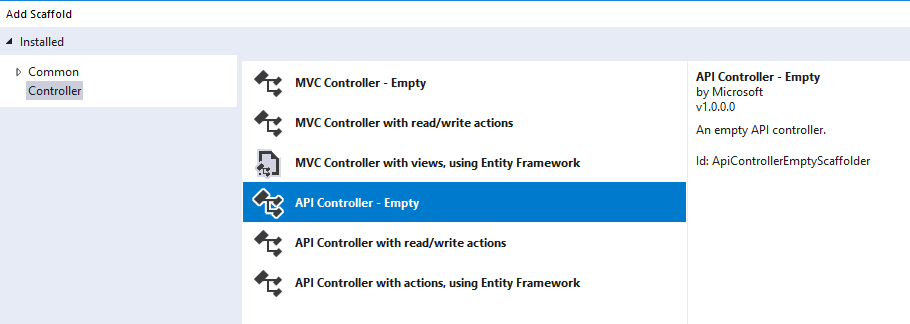 Add Scaffold
Installed
Common
Controller
MVC Controller - Empty
MVC Controller with read/write actions
MVC Controller with views, using Entity Framework
API Controller - Empty
API Controller with read/write actions
API Controller with actions, using Entity Framework
API Controller - Empty
by Microsoft
v1.0.0.0
An empty API controller.
Id: ApiControllerEmptyScaffolder